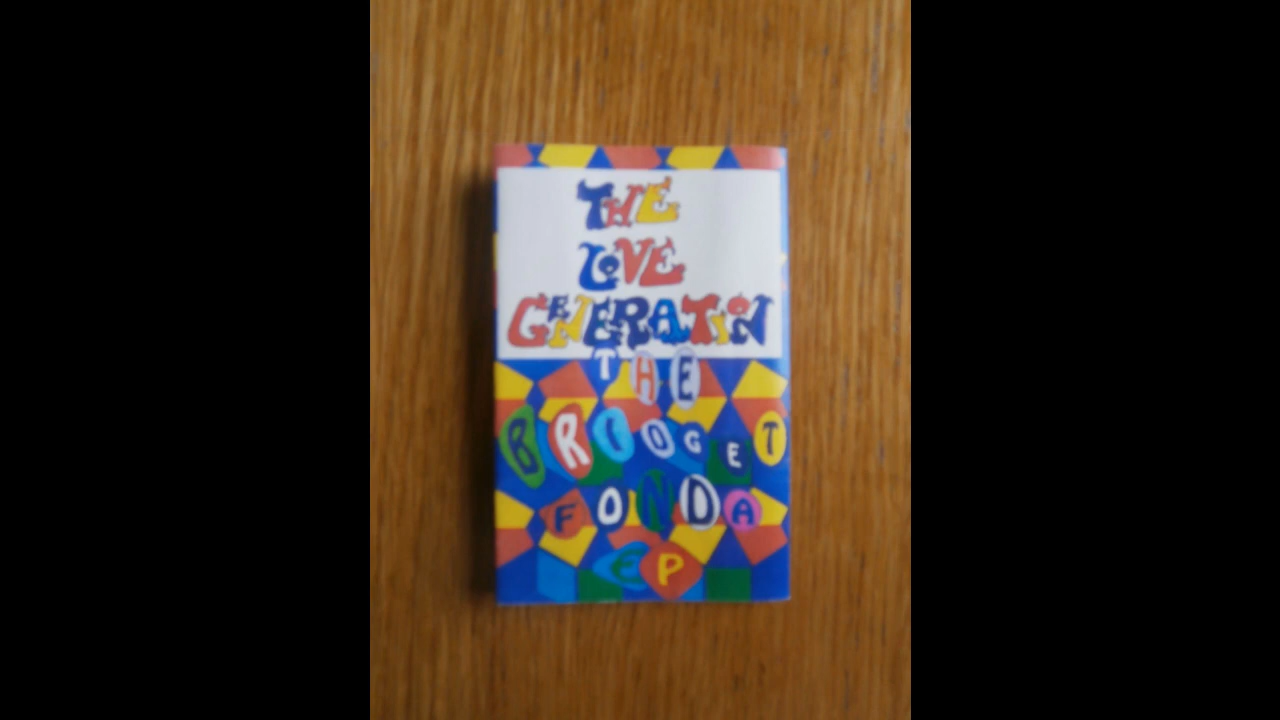 THE
LOVE
GENERATION
THE
BRIDGET
FONDA
EP